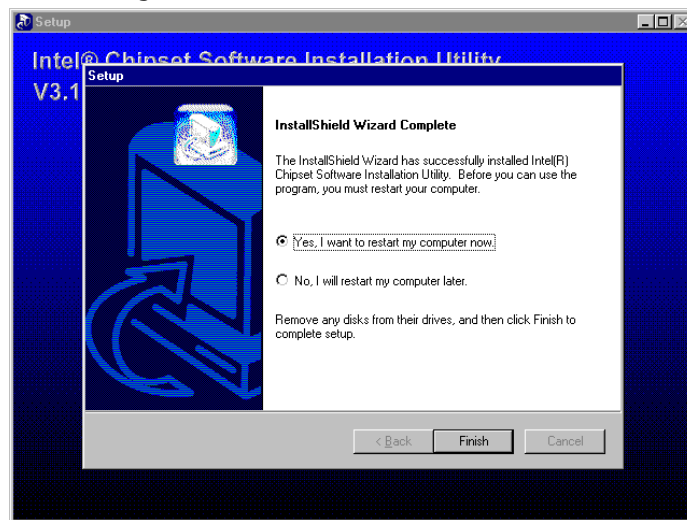 Setup
Intel® Chipset Software Installation Utility
V3.1
Setup
InstallShield Wizard Complete
The InstallShield Wizard has successfully installed Intel(R)
Chipset Software Installation Utility. Before you can use the
program, you must restart your computer.
Yes, I want to restart my computer now.
No, I will restart my computer later.
Remove any disks from their drives, and then click Finish to
complete setup.
< Back
Finish
Cancel